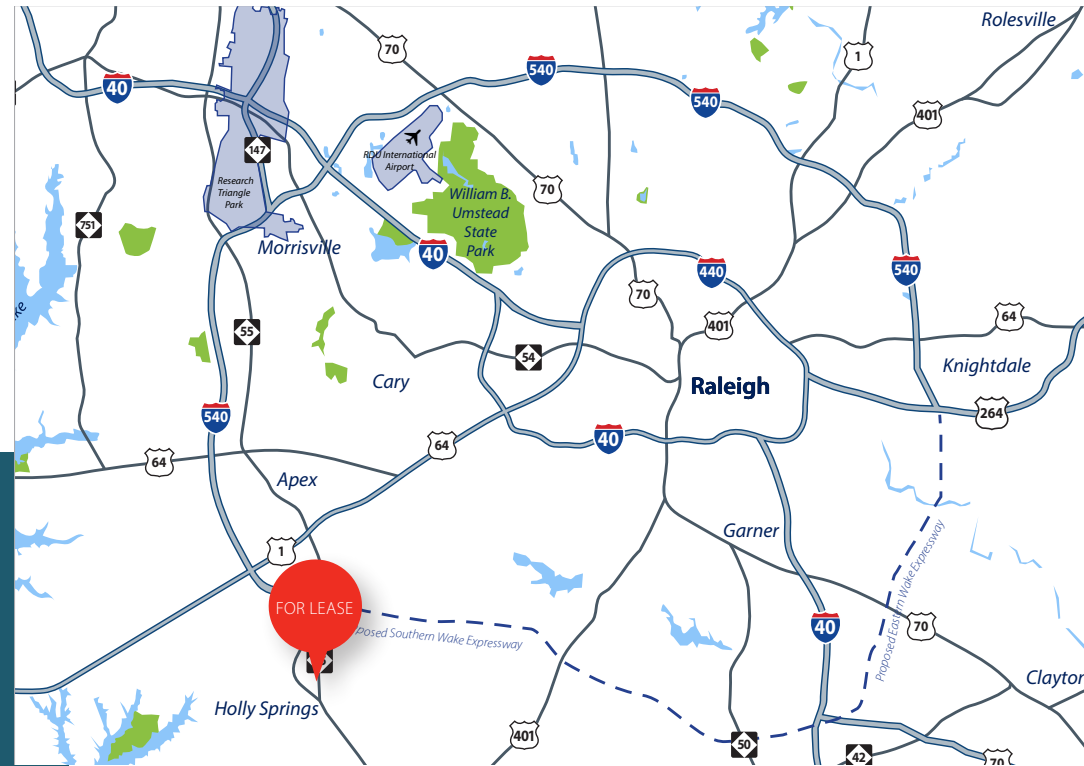 Rolesville
70
1
540
40
540
401
147
RDU International
Airport
Research
Triangle
Park
70
William B.
Umstead
State
Park
751
Morrisville
40
440
540
70
401
64
55
54
Knightdale
Cary
Raleigh
264
540
64
40
64
Apex
Garner
1
FOR LEASE
posed Southern Wake Expressway
Proposed Eastern Wake Expressway
40
70
Holly Springs
Clayton
401
50
42
70